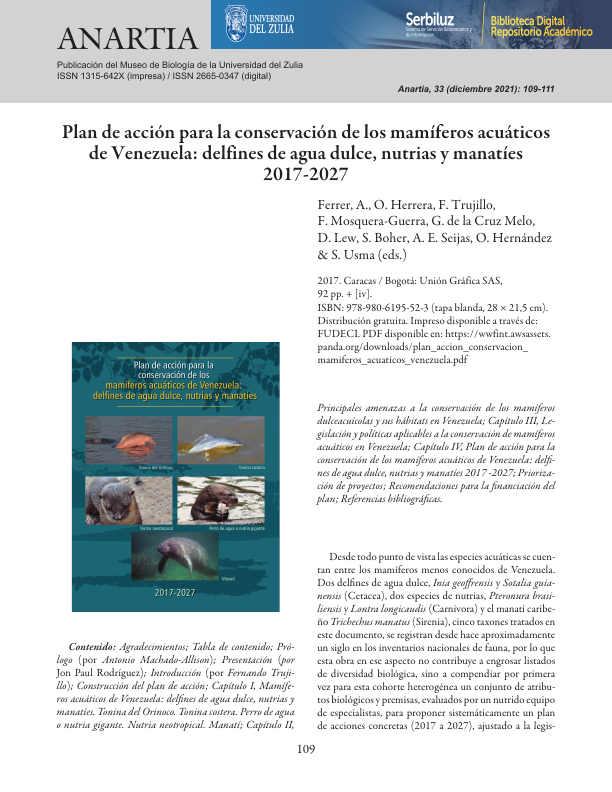 ANARTIA
UNIVERSIDAD
DEL ZULIA
Serbiluz
Sistema de Servicios Bibliotecarios y
de Información
Biblioteca Digital
Repositorio Académico
Publicación del Museo de Biología de la Universidad del Zulia
ISSN 1315-642X (impresa) / ISSN 2665-0347 (digital)
Anartia, 33 (diciembre 2021): 109-111
Plan de acción para la conservación de los mamíferos acuáticos
de Venezuela: delfines de agua dulce, nutrias y manatíes
2017-2027
Ferrer, A., O. Herrera, F. Trujillo,
F. Mosquera-Guerra, G. de la Cruz Melo,
D. Lew, S. Boher, A. E. Seijas, O. Hernández
& S. Usma (eds.)
2017. Caracas / Bogotá: Unión Gráfica SAS,
92 pp. + [iv].
ISBN: 978-980-6195-52-3 (tapa blanda, 28 × 21,5 cm).
Distribución gratuita. Impreso disponible a través de:
FUDECI. PDF disponible en: https://wwfint.awsassets.
panda.org/downloads/plan_accion_conservacion_
mamiferos_acuaticos_venezuela.pdf
Plan de acción para la
conservación de los
mamíferos acuáticos de Venezuela:
delfines de agua dulce, nutrias y manatíes
Tonina del Orinoco
Tonina costera
Nutria neotropical
Perro de agua o nutria gigante
Manatí
2017-2027
Contenido: Agradecimientos; Tabla de contenido; Pró-
logo (por Antonio Machado-Allison); Presentación (por
Jon Paul Rodríguez); Introducción (por Fernando Truji-
llo); Construcción del plan de acción; Capítulo I, Mamífe-
ros acuáticos de Venezuela: delfines de agua dulce, nutrias y
manatíes. Tonina del Orinoco. Tonina costera. Perro de agua
o nutria gigante. Nutria neotropical. Manatí; Capítulo II,
Principales amenazas a la conservación de los mamíferos
dulceacuícolas y sus hábitats en Venezuela; Capítulo III, Le-
gislación y políticas aplicables a la conservación de mamíferos
acuáticos en Venezuela; Capítulo IV, Plan de acción para la
conservación de los mamíferos acuáticos de Venezuela: delfi-
nes de agua dulce, nutrias y manatíes 2017 -2027; Prioriza-
ción de proyectos; Recomendaciones para la financiación del
plan; Referencias bibliográficas.
Desde todo punto de vista las especies acuáticas se cuen-
tan entre los mamíferos menos conocidos de Venezuela.
Dos delfines de agua dulce, Inia geoffrensis y Sotalia guia-
nensis (Cetacea), dos especies de nutrias, Pteronura brasi-
liensis y Lontra longicaudis (Carnivora) y el manatí caribe-
ño Trichechus manatus (Sirenia), cinco taxones tratados en
este documento, se registran desde hace aproximadamente
un siglo en los inventarios nacionales de fauna, por lo que
esta obra en ese aspecto no contribuye a engrosar listados
de diversidad biológica, sino a compendiar por primera
vez para esta cohorte heterogénea un conjunto de atribu-
tos biológicos y premisas, evaluados por un nutrido equipo
de especialistas, para proponer sistemáticamente un plan
de acciones concretas (2017 a 2027), ajustado a la legis-
109